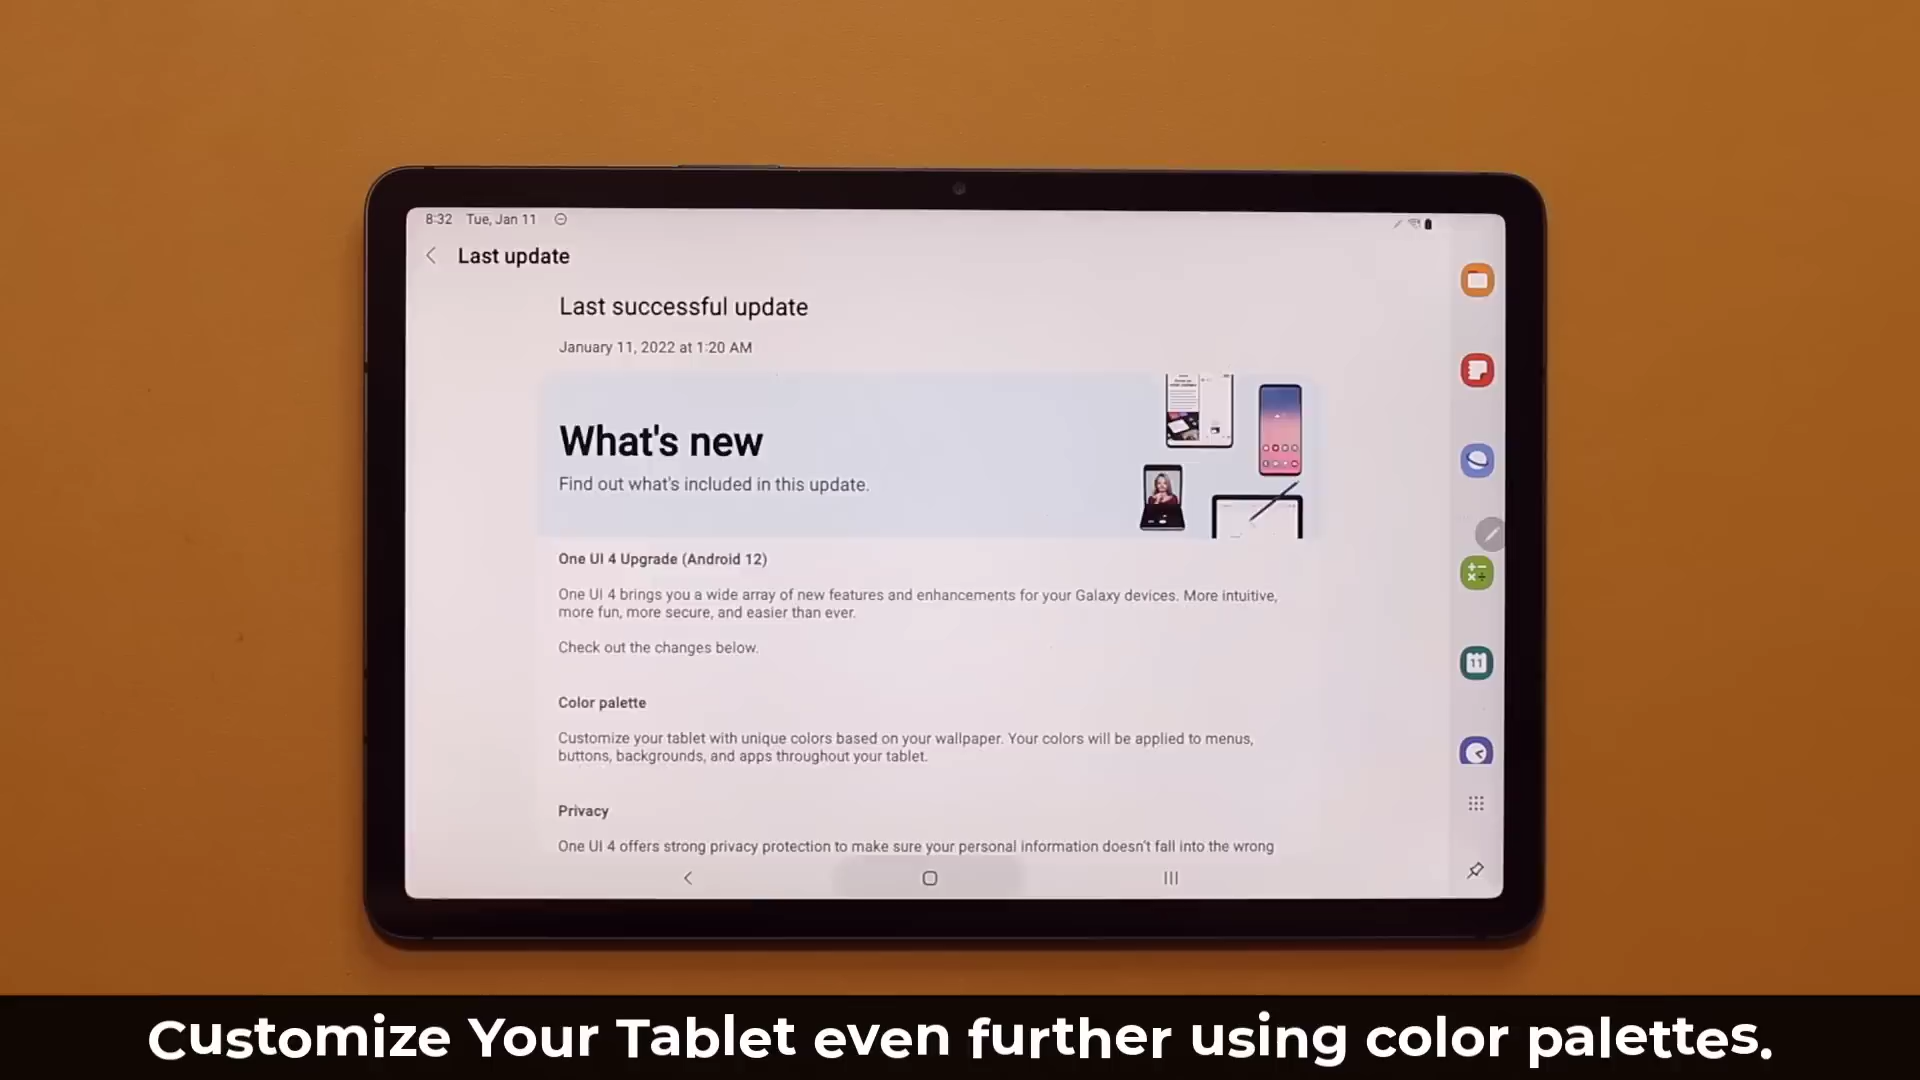 8:32 Tue, Jan 11
Last update
Last successful update
January 11, 2022 at 1:20 AM
What's new
Find out what's included in this update.
One UI 4 Upgrade (Android 12)
One UI 4 brings you a wide array of new features and enhancements for your Galaxy devices. More intuitive,
more fun, more secure, and easier than ever.
Check out the changes below.
Color palette
Customize your tablet with unique colors based on your wallpaper. Your colors will be applied to menus,
buttons, backgrounds, and apps throughout your tablet.
Privacy
One UI 4 offers strong privacy protection to make sure your personal information doesn't fall into the wrong
11
Customize Your Tablet even further using color palettes.